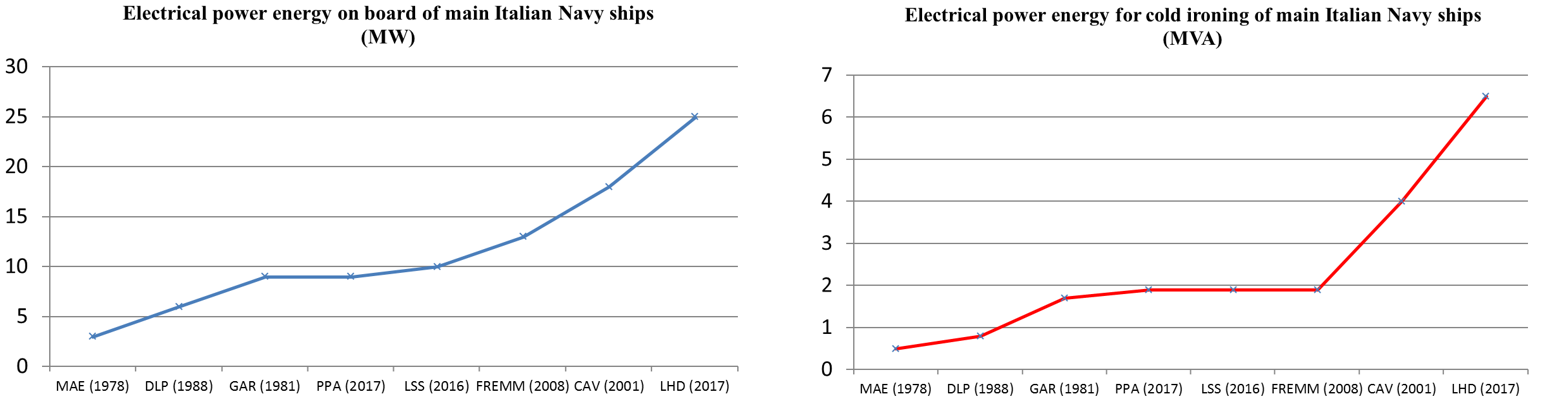 Electrical power energy on board of main Italian Navy ships
(MW)
30
25
20
15
10
5
0
MAE (1978) DLP (1988) GAR (1981) PPA (2017) LSS (2016) FREMM (2008) CAV (2001) LHD (2017)
Electrical power energy for cold ironing of main Italian Navy ships
(MVA)
7
6
5
4
3
2
1
0
MAE (1978) DLP (1988) GAR (1981) PPA (2017) LSS (2016) FREMM (2008) CAV (2001) LHD (2017)